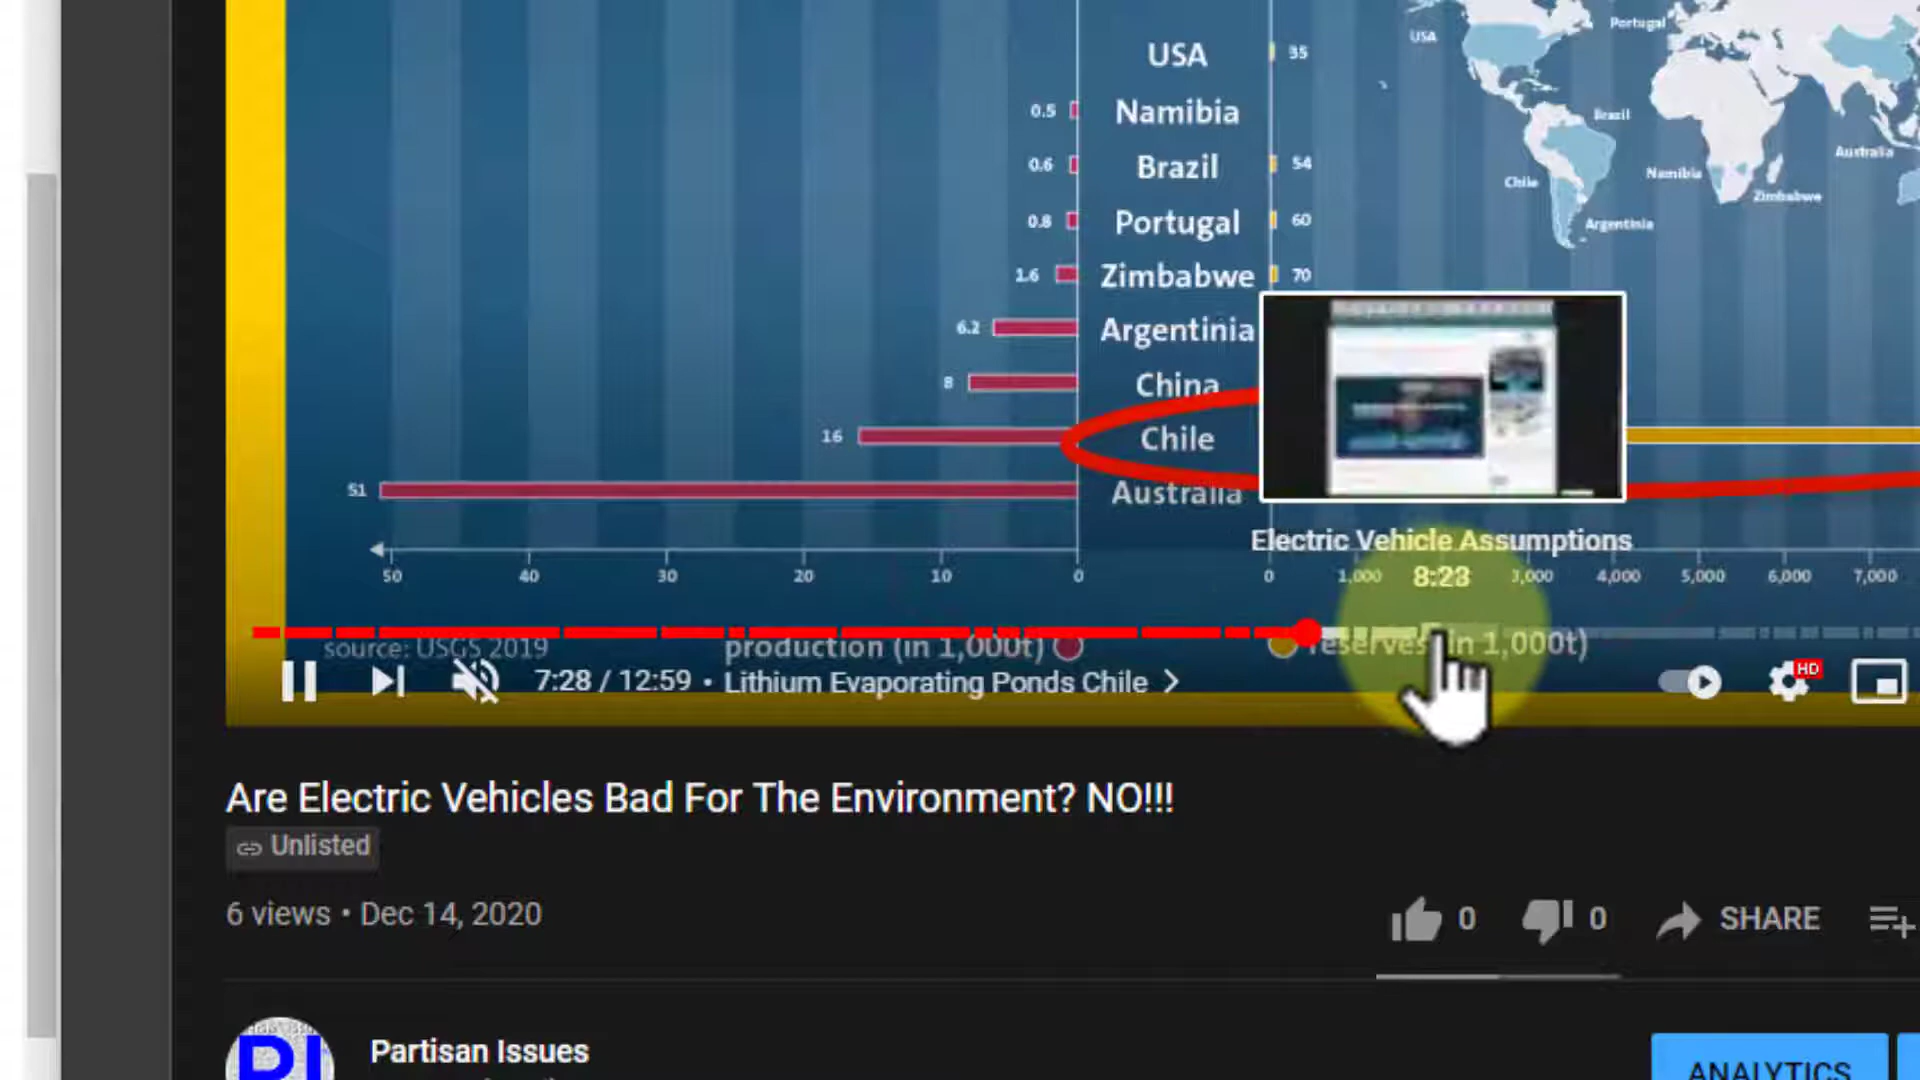 USA 35
USA
Portugal
0.5 Namibia
Brazil
0.6 Brazil 54
Australia
Namibia
Chile
Zimbabwe
0.8 Portugal 60
Argentinia
1.6 Zimbabwe 70
6.2 Argentinia
8 China
16 Chile
51 Australia
Electric Vehicle Assumptions
8:23
50 40 30 20 10 0 0 1,000 3,000 4,000 5,000 6,000 7,000
source: USGS 2019 production (in 1,000t) reserves in 1,000t)
7:28 / 12:59 • Lithium Evaporating Ponds Chile
HD
Are Electric Vehicles Bad For The Environment? NO!!!
Unlisted
6 views • Dec 14, 2020
0 0 SHARE
PI
Partisan Issues
ANALYTICS